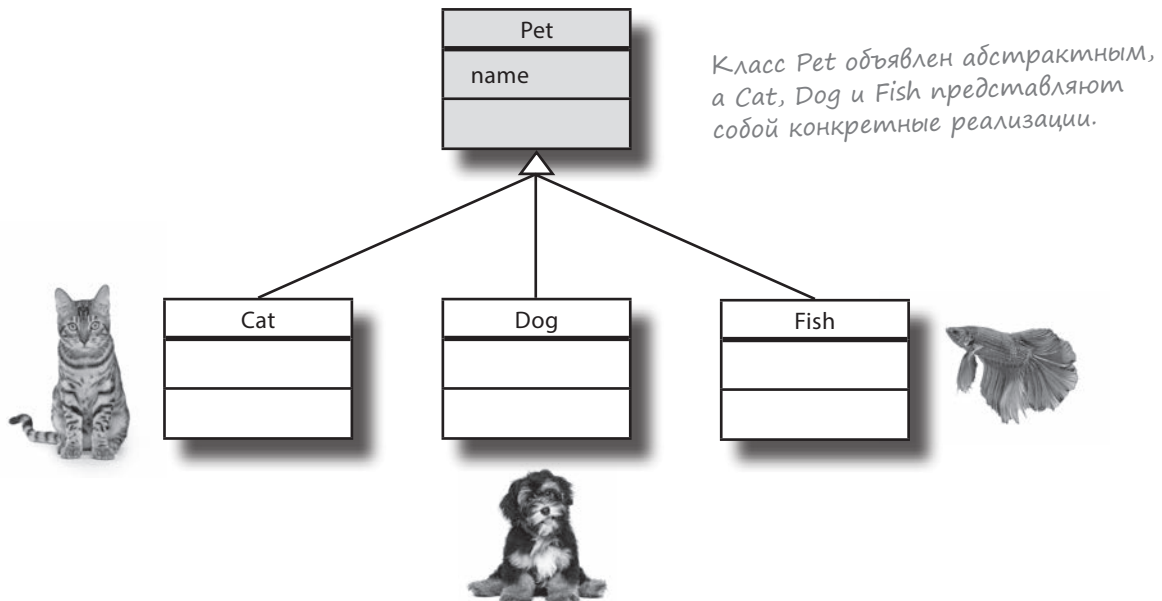 Pet
name
Класс Pet объявлен абстрактным,
а Cat, Dog и Fish представляют
собой конкретные реализации.
Cat
Dog
Fish